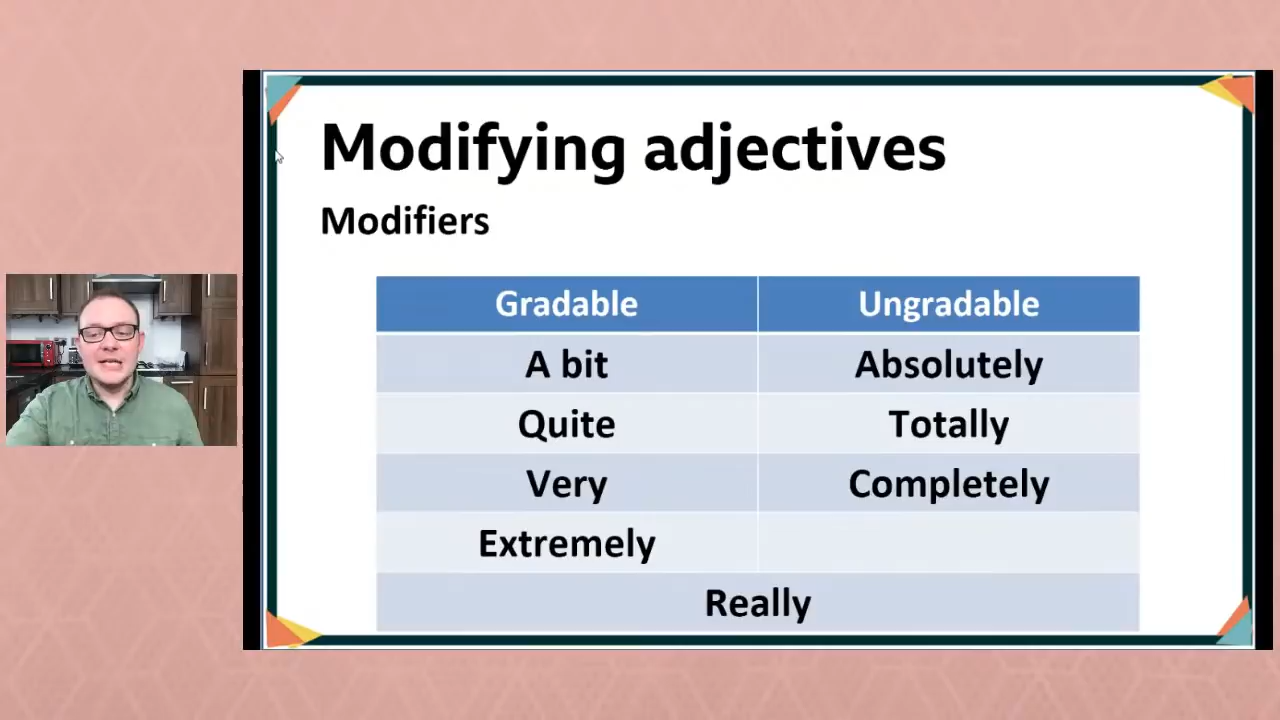 Modifying adjectives
Modifiers
Gradable Ungradable
A bit Absolutely
Quite Totally
Very Completely
Extremely
Really